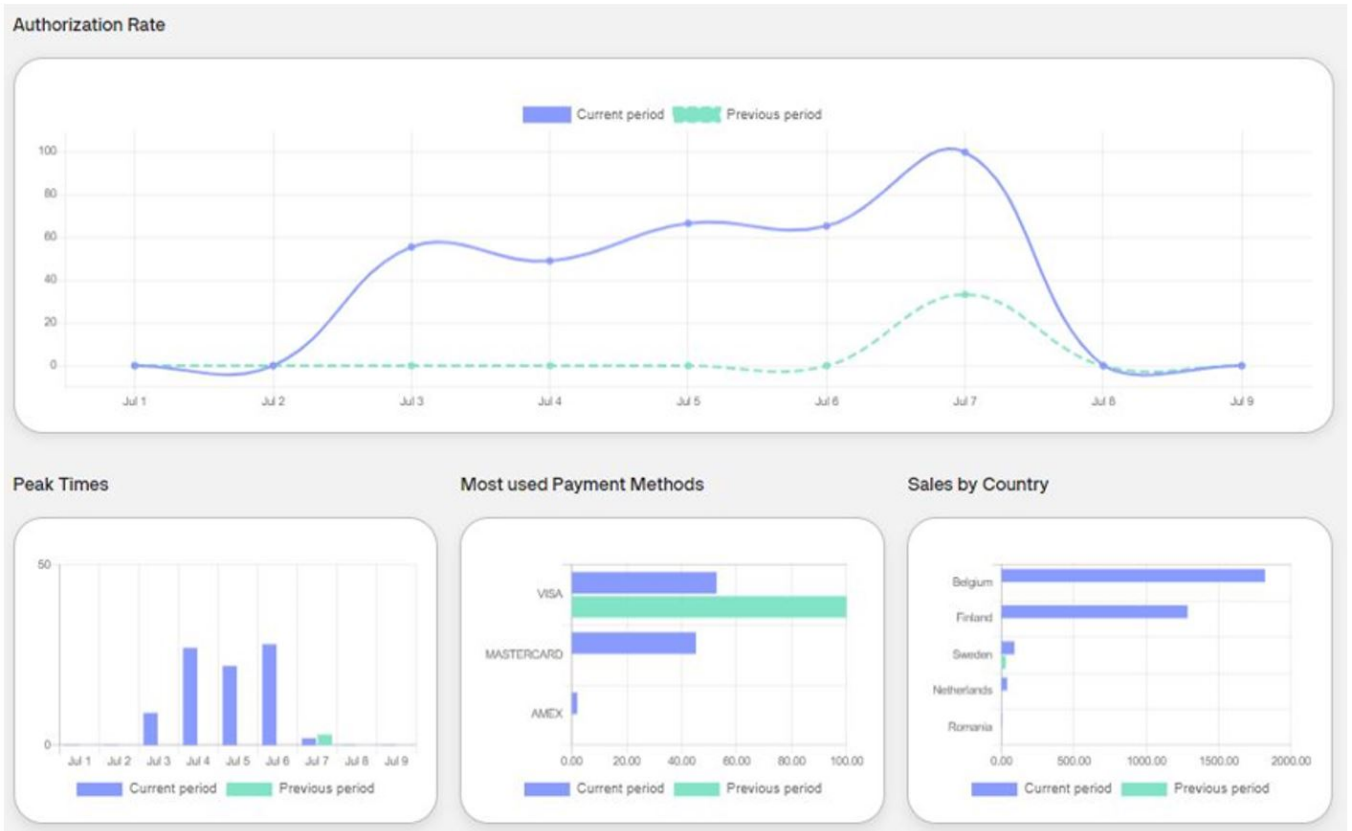 Authorization Rate
Current period Previous period
100
80
60
40
20
0
Jul 1 Jul 2 Jul 3 Jul 4 Jul 5 Jul 6 Jul 7 Jul 8 Jul 9
Peak Times
50
0
Jul 1 Jul 2 Jul 3 Jul 4 Jul 5 Jul 6 Jul 7 Jul 8 Jul 9
Current period Previous period
Most used Payment Methods
VISA
MASTERCARD
AMEX
0.00 20.00 40.00 60.00 80.00 100.00
Current period Previous period
Sales by Country
Belgium
Finland
Sweden
Netherlands
Romania
0.00 500.00 1000.00 1500.00 2000.00
Current period Previous period